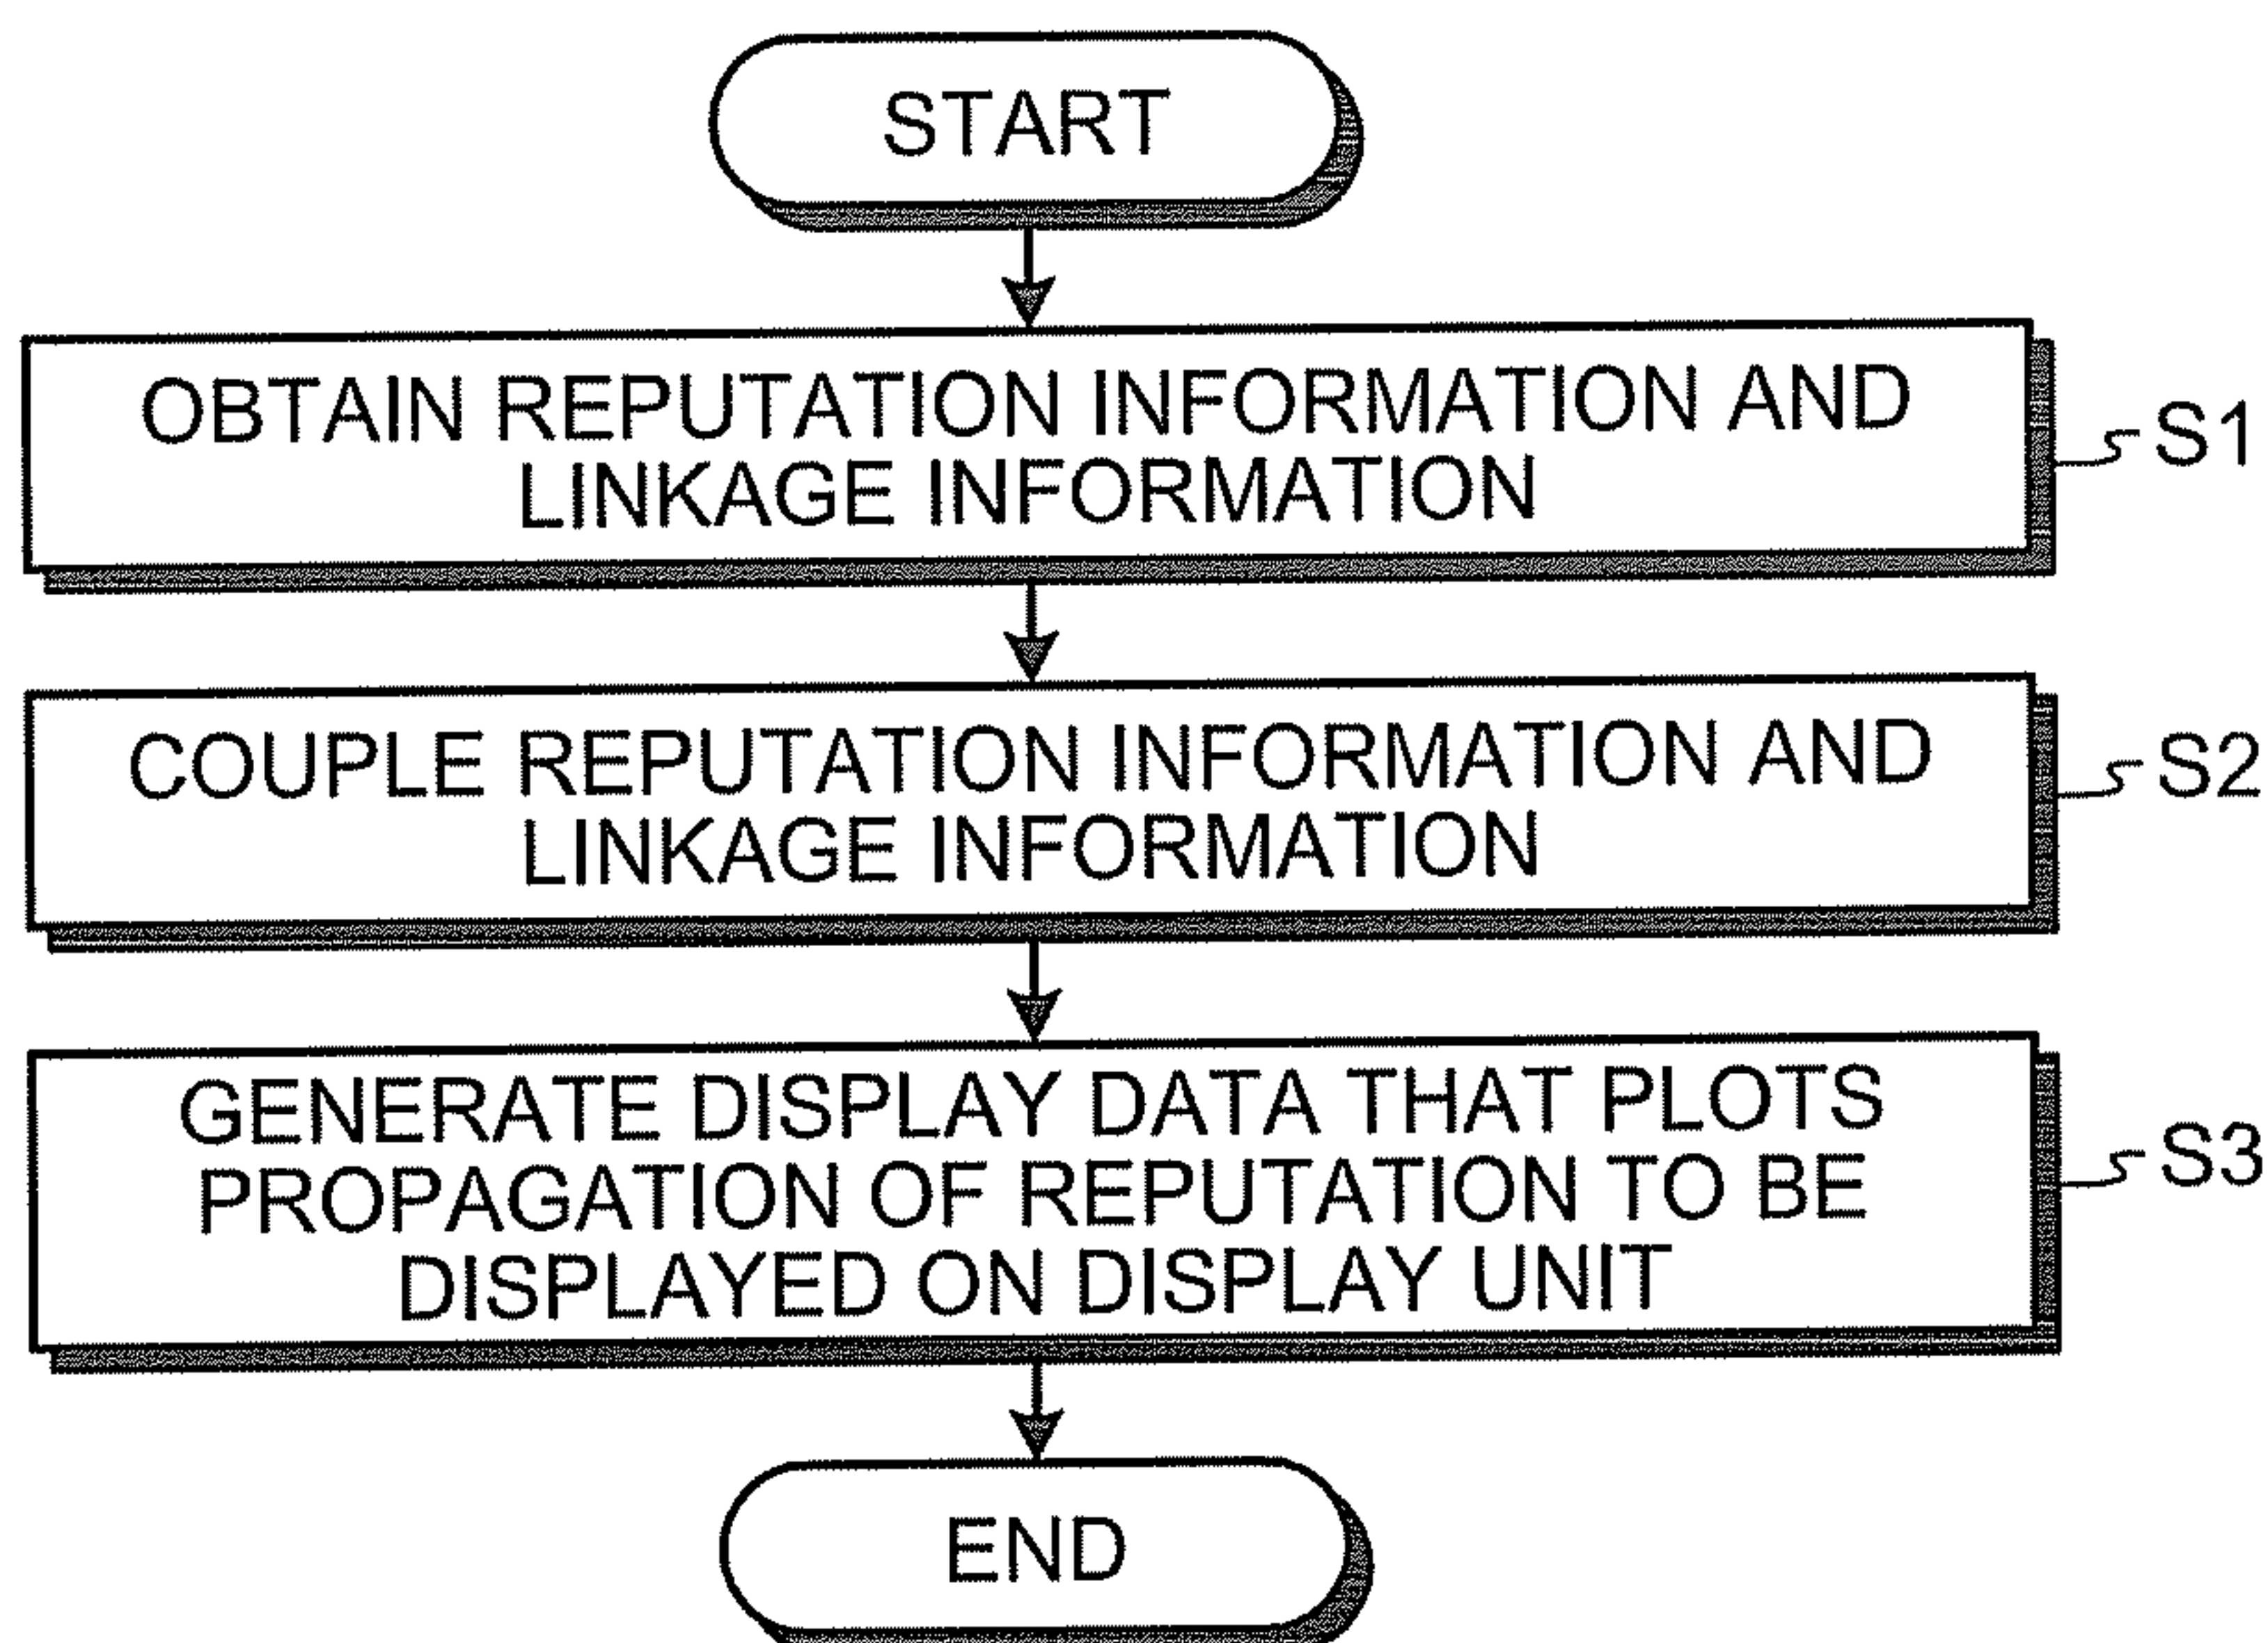 START
OBTAIN REPUTATION INFORMATION AND
LINKAGE INFORMATION
S1
COUPLE REPUTATION INFORMATION AND
LINKAGE INFORMATION
S2
GENERATE DISPLAY DATA THAT PLOTS
PROPAGATION OF REPUTATION TO BE
DISPLAYED ON DISPLAY UNIT
S3
END